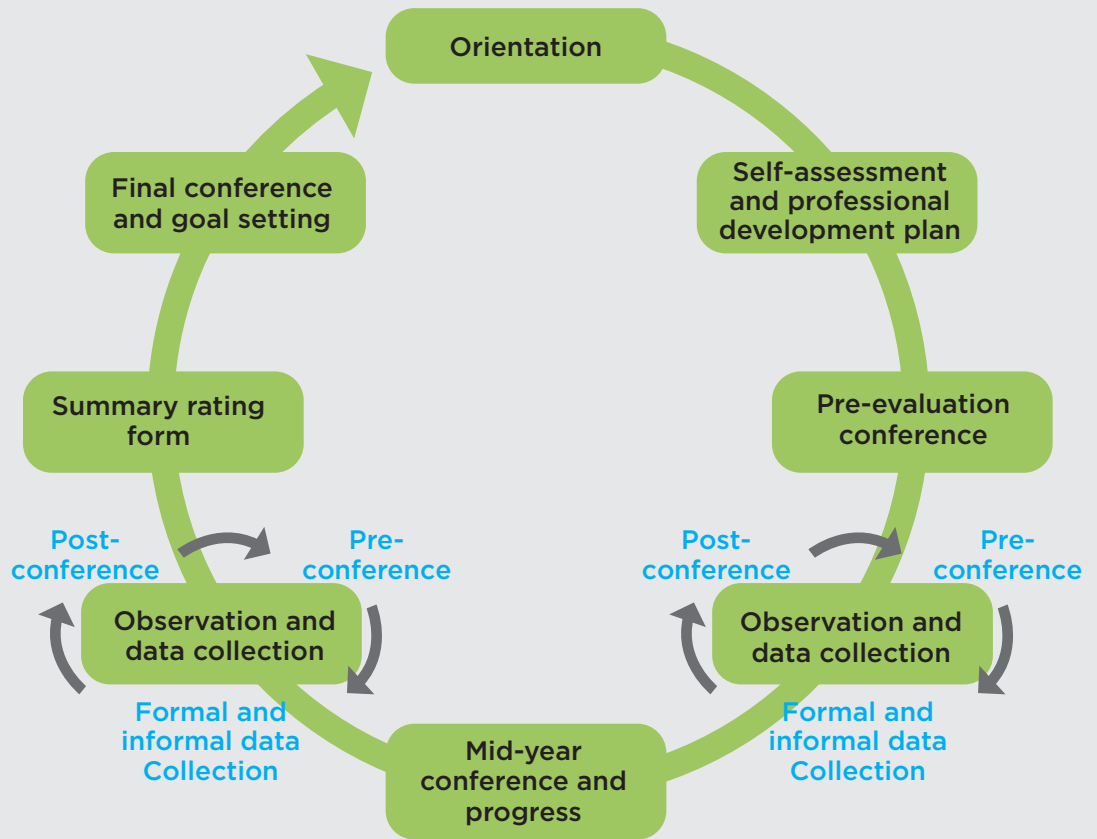 Orientation
Self-assessment
and professional
development plan
Pre-evaluation
conference
Post-
conference
Pre-
conference
Observation and
data collection
Formal and
informal data
Collection
Mid-year
conference and
progress
Post-
conference
Pre-
conference
Observation and
data collection
Formal and
informal data
Collection
Summary rating
form
Final conference
and goal setting